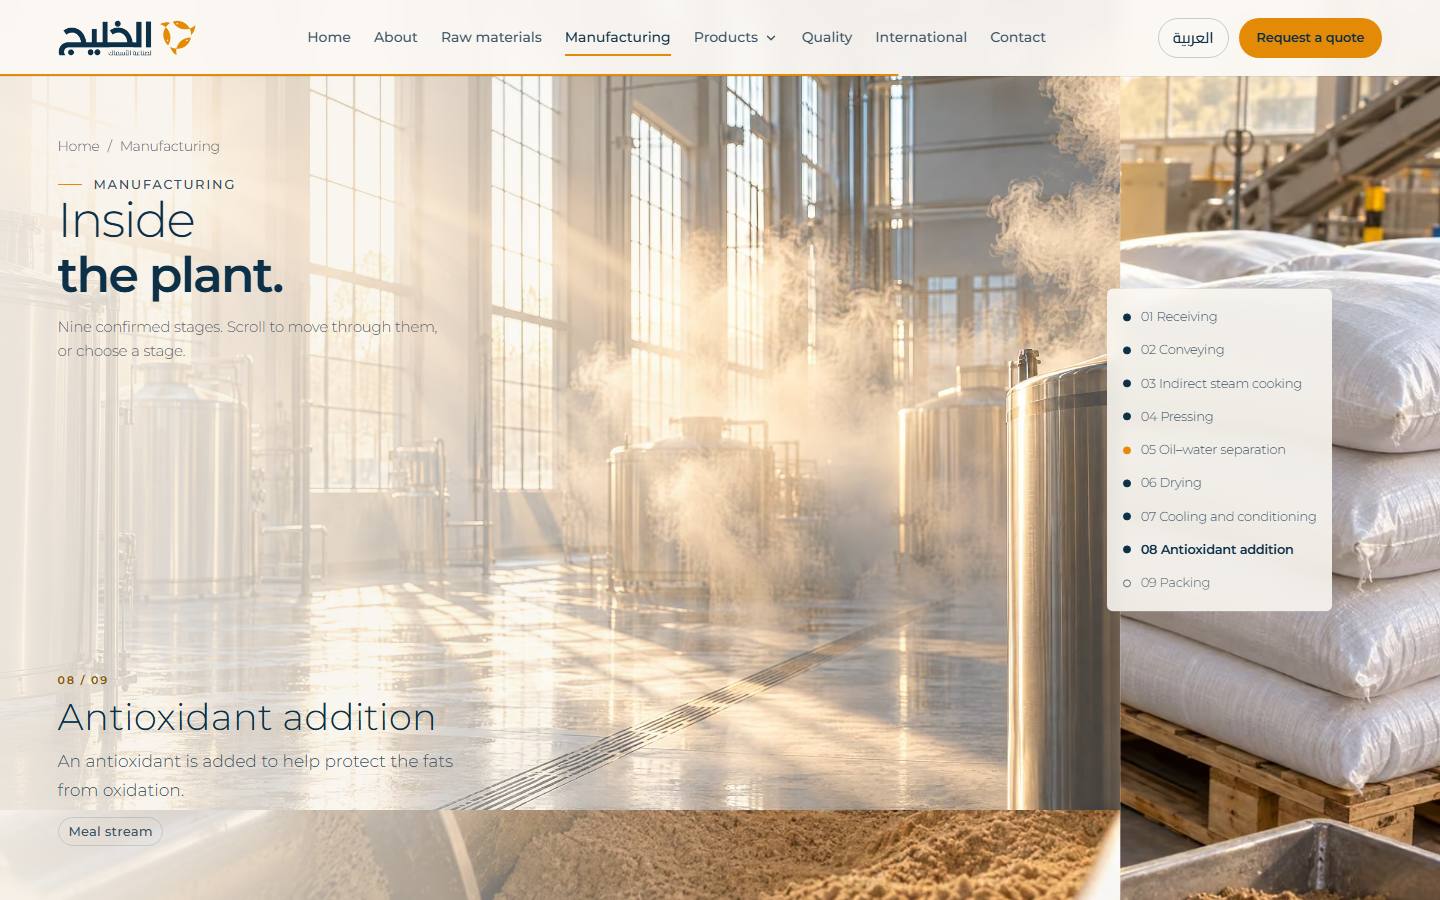 الخليج
لصناعة الأسماك
Home
About
Raw materials
Manufacturing
Products
Quality
International
Contact
العربية
Request a quote
Home / Manufacturing
MANUFACTURING
Inside
the plant.
Nine confirmed stages. Scroll to move through them,
or choose a stage.
01 Receiving
02 Conveying
03 Indirect steam cooking
04 Pressing
05 Oil–water separation
06 Drying
07 Cooling and conditioning
08 Antioxidant addition
09 Packing
08 / 09
Antioxidant addition
An antioxidant is added to help protect the fats
from oxidation.
Meal stream